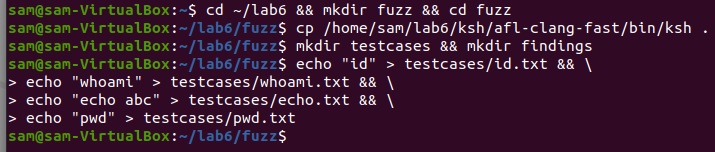 sam@sam-VirtualBox:~$ cd ~/lab6 && mkdir fuzz && cd fuzz
sam@sam-VirtualBox:~/lab6/fuzz$ cp /home/sam/lab6/ksh/afl-clang-fast/bin/ksh .
sam@sam-VirtualBox:~/lab6/fuzz$ mkdir testcases && mkdir findings
sam@sam-VirtualBox:~/lab6/fuzz$ echo "id" > testcases/id.txt && \
> echo "whoami" > testcases/whoami.txt && \
> echo "echo abc" > testcases/echo.txt && \
> echo "pwd" > testcases/pwd.txt
sam@sam-VirtualBox:~/lab6/fuzz$